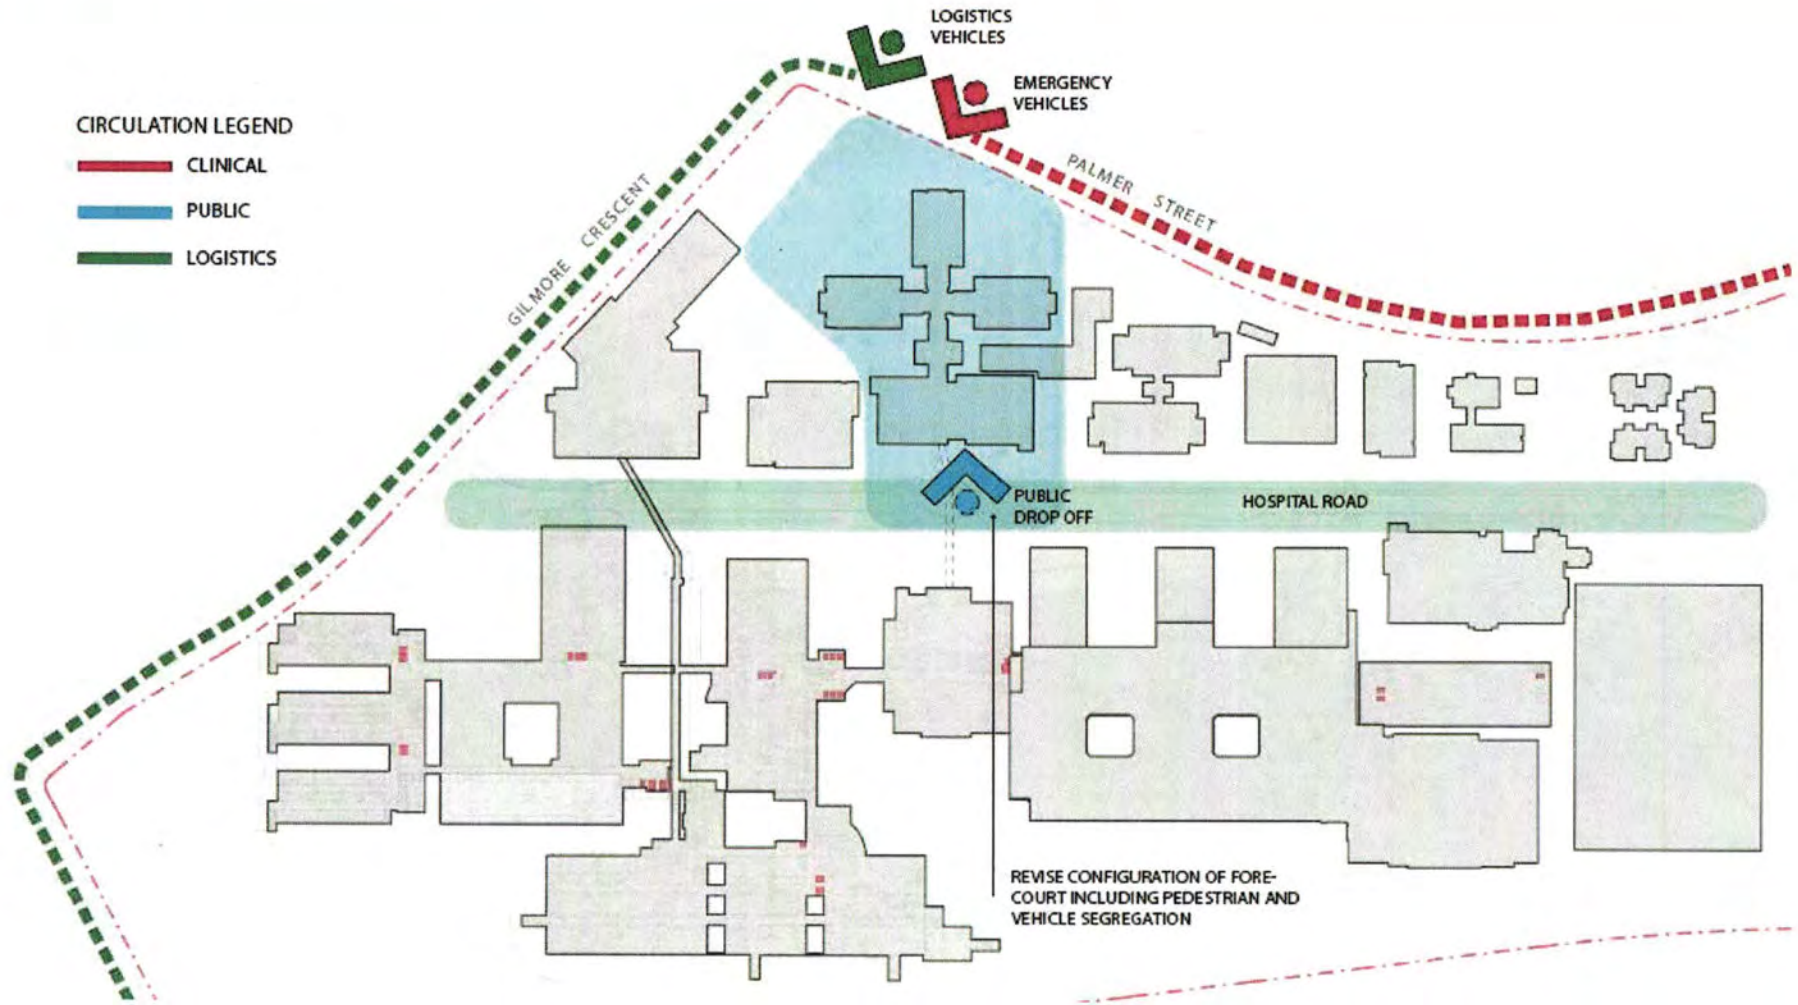 LOGISTICS
VEHICLES
EMERGENCY
VEHICLES
CIRCULATION LEGEND
CLINICAL
PUBLIC
LOGISTICS
GILMORE CRESCENT
PALMER STREET
PUBLIC
DROP OFF
HOSPITAL ROAD
REVISE CONFIGURATION OF FORE-
COURT INCLUDING PEDESTRIAN AND
VEHICLE SEGREGATION